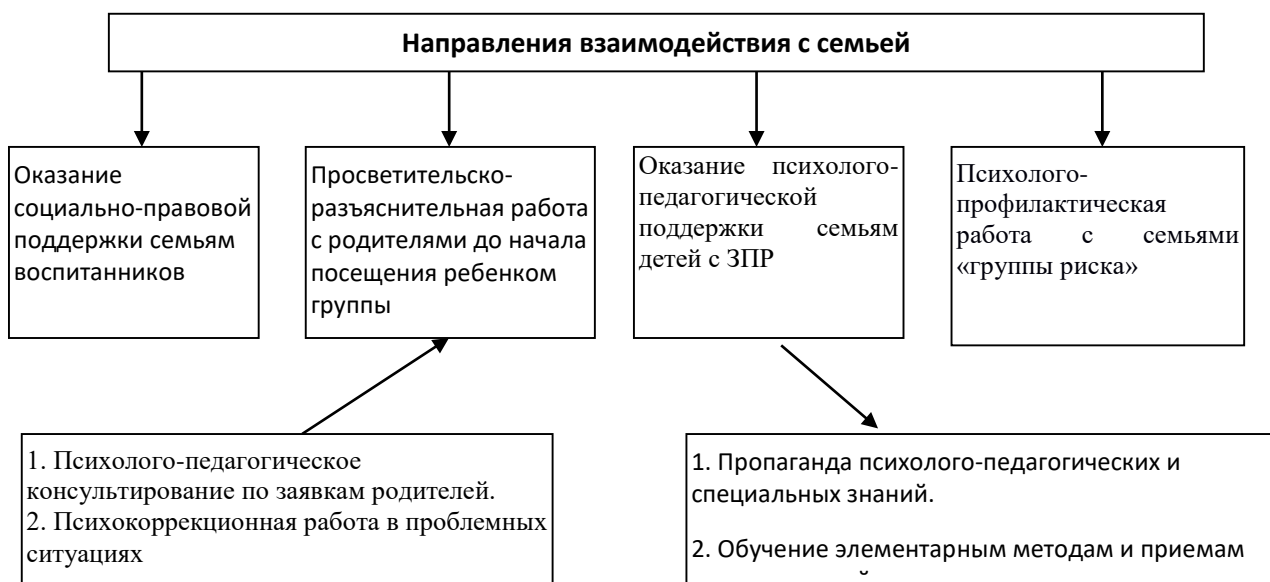 Направления взаимодействия с семьей
Оказание
социально-правовой
поддержки семьям
воспитанников
Просветительско-
разъяснительная работа
с родителями до начала
посещения ребенком
группы
Оказание психолого-
педагогической
поддержки семьям
детей с ЗПР
Психолого-
профилактическая
работа с семьями
«группы риска»
1. Психолого-педагогическое
консультирование по заявкам родителей.
2. Психокоррекционная работа в проблемных
ситуациях
1. Пропаганда психолого-педагогических и
специальных знаний.
2. Обучение элементарным методам и приемам